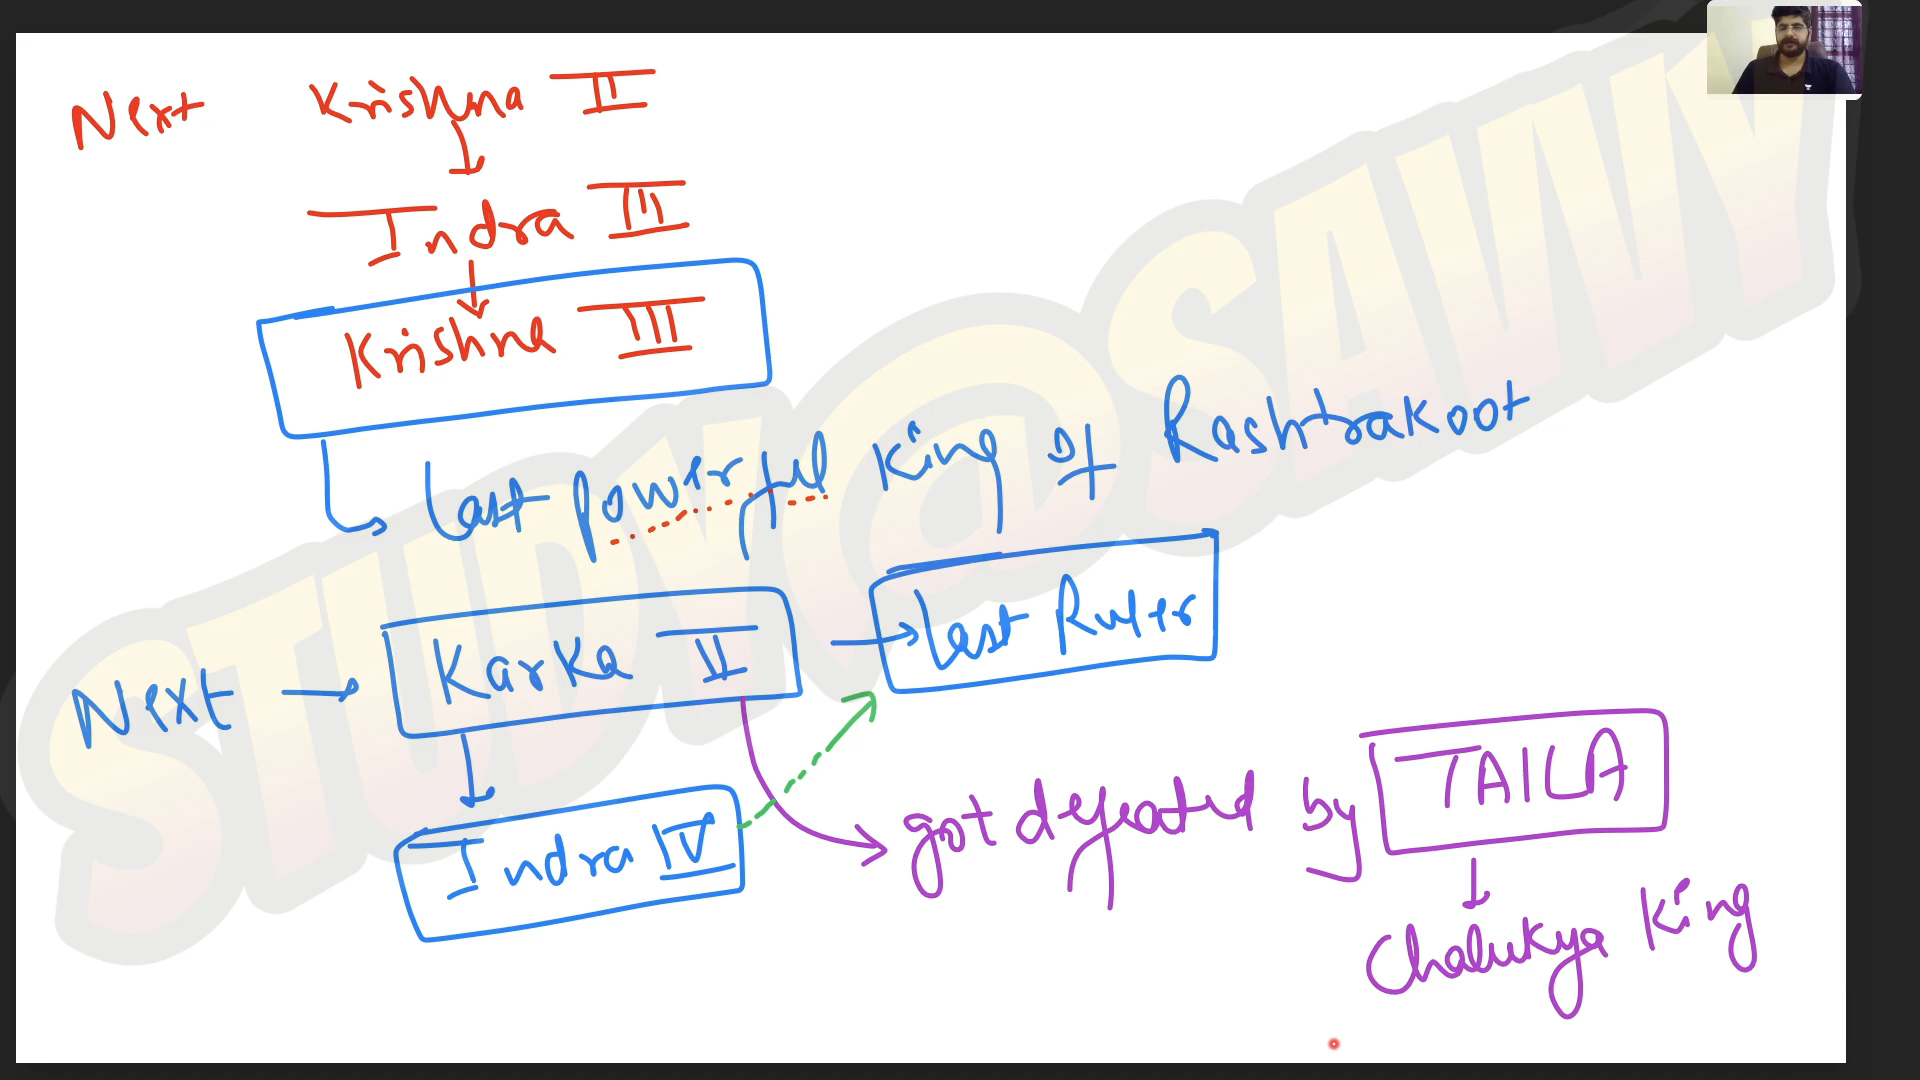 Next Krishna II
Indra III
Krishna III
last powerful King of Rashtrakoot
Next → Karka II → last Ruler
Indra IV
got defeated by TAILA
Chalukya King
STUDY@SAVVY